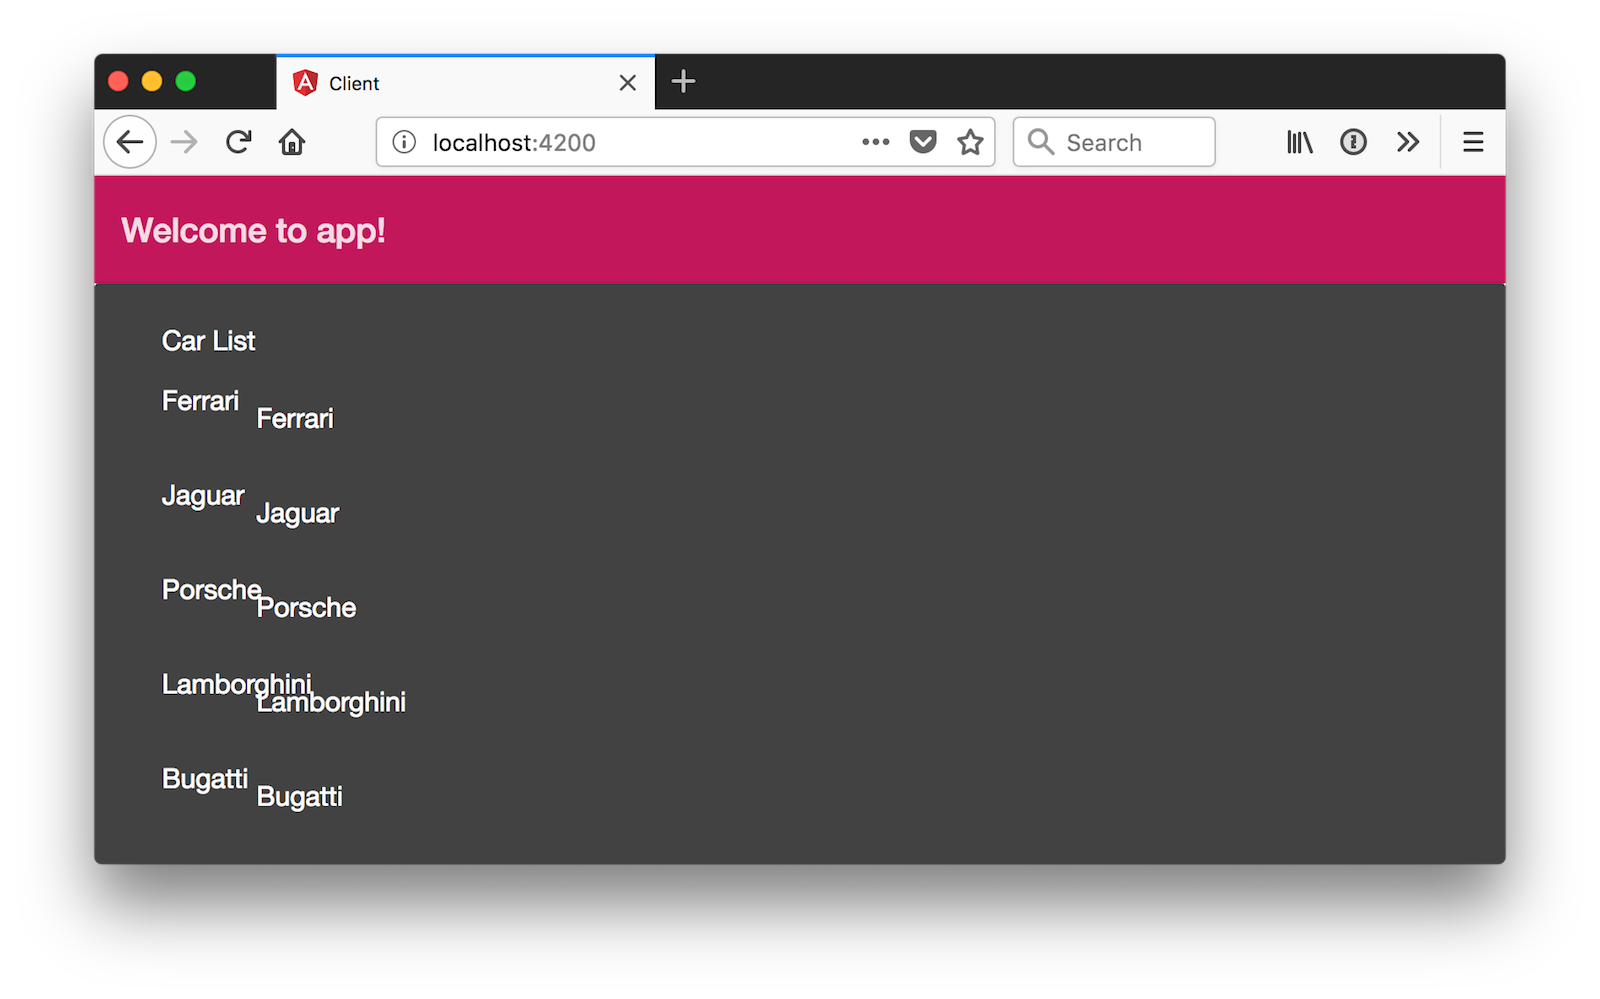 Client
localhost:4200
Search
Welcome to app!
Car List
Ferrari
Ferrari
Jaguar
Jaguar
Porsche
Porsche
Lamborghini
Lamborghini
Bugatti
Bugatti